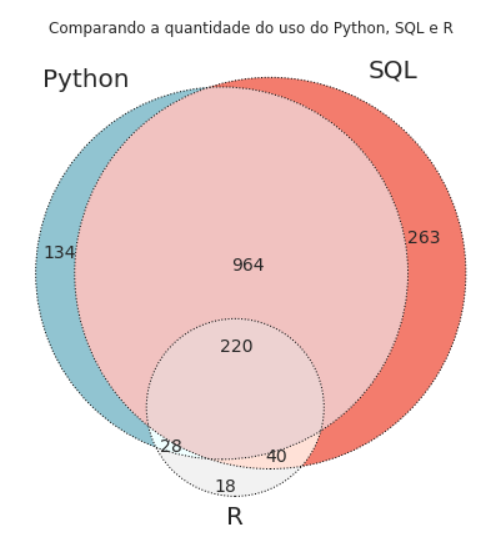 Comparando a quantidade do uso do Python, SQL e R
Python
SQL
134
964
263
220
28
40
18
R